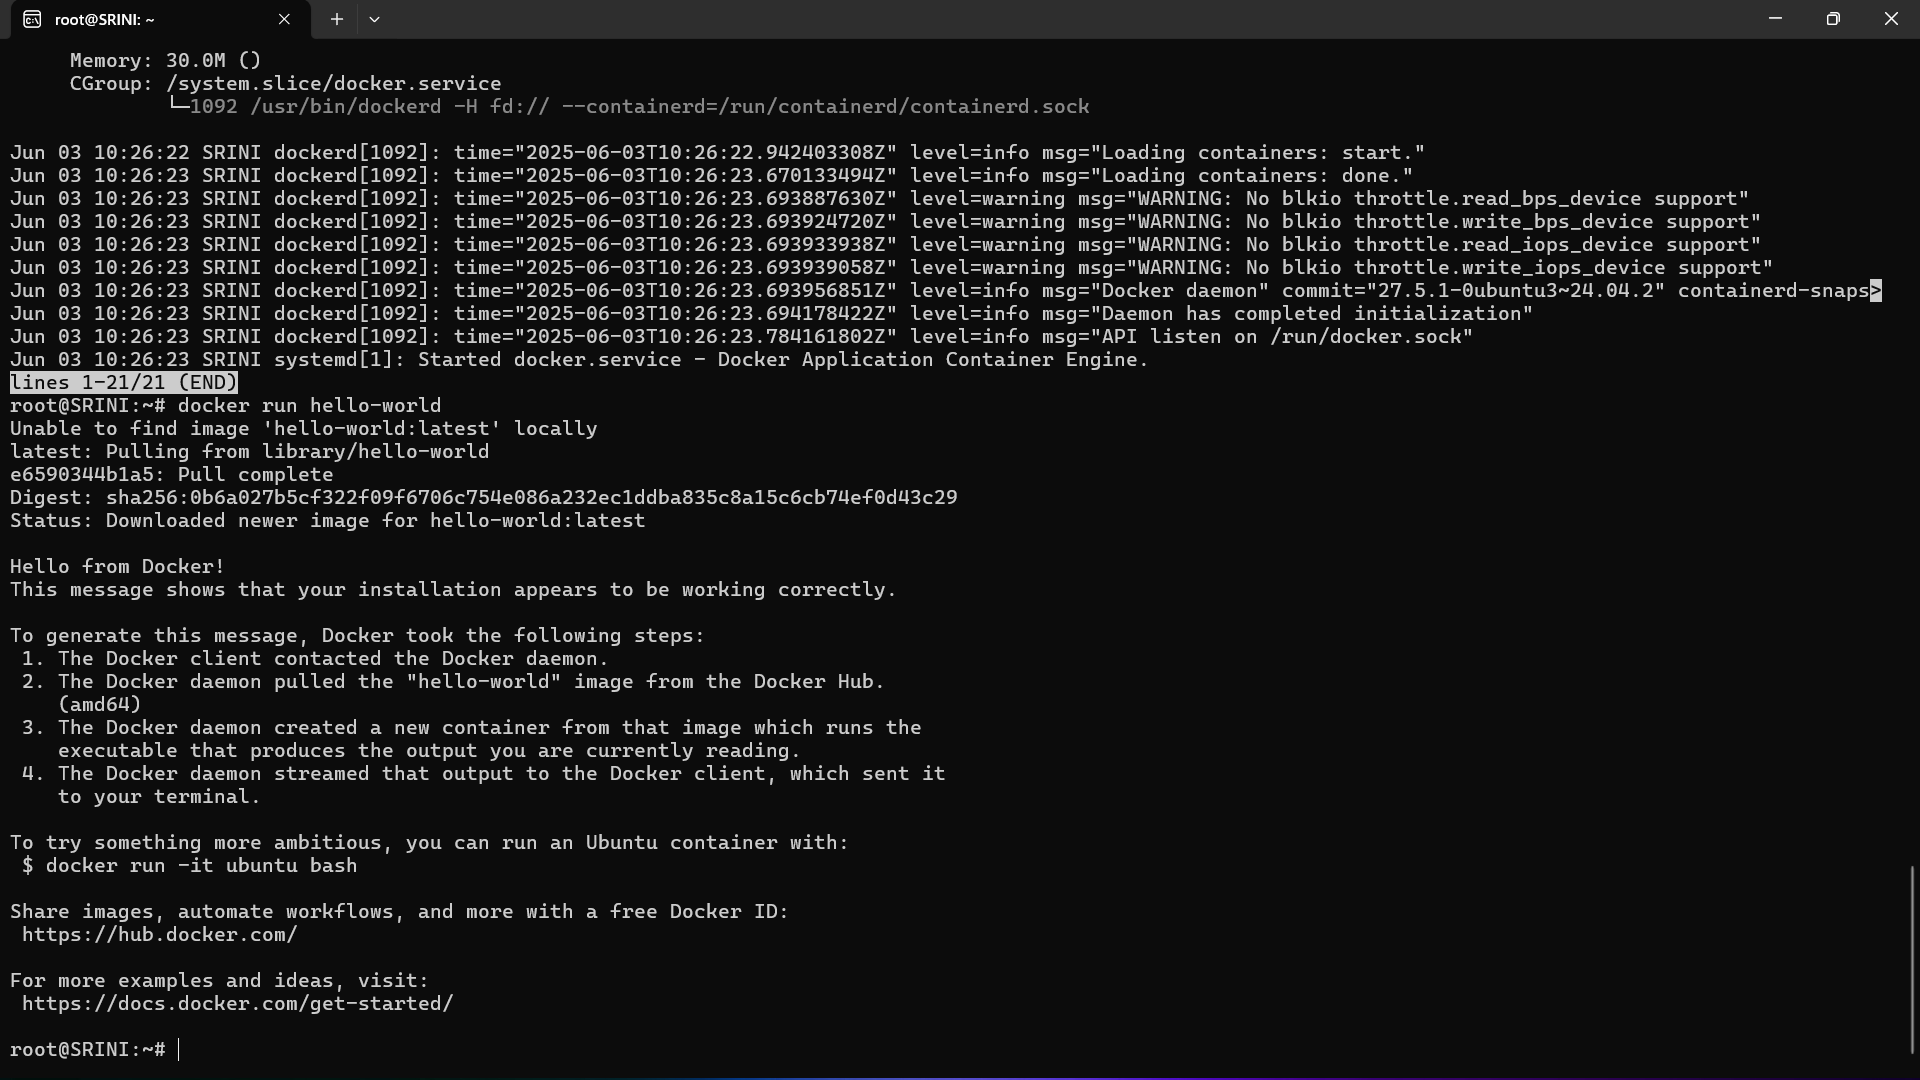 root@SRINI: ~
Memory: 30.0M ()
CGroup: /system.slice/docker.service
└─1092 /usr/bin/dockerd -H fd:// --containerd=/run/containerd/containerd.sock
Jun 03 10:26:22 SRINI dockerd[1092]: time="2025-06-03T10:26:22.942403308Z" level=info msg="Loading containers: start."
Jun 03 10:26:23 SRINI dockerd[1092]: time="2025-06-03T10:26:23.670133494Z" level=info msg="Loading containers: done."
Jun 03 10:26:23 SRINI dockerd[1092]: time="2025-06-03T10:26:23.693887630Z" level=warning msg="WARNING: No blkio throttle.read_bps_device support"
Jun 03 10:26:23 SRINI dockerd[1092]: time="2025-06-03T10:26:23.693924720Z" level=warning msg="WARNING: No blkio throttle.write_bps_device support"
Jun 03 10:26:23 SRINI dockerd[1092]: time="2025-06-03T10:26:23.693933938Z" level=warning msg="WARNING: No blkio throttle.read_iops_device support"
Jun 03 10:26:23 SRINI dockerd[1092]: time="2025-06-03T10:26:23.693939058Z" level=warning msg="WARNING: No blkio throttle.write_iops_device support"
Jun 03 10:26:23 SRINI dockerd[1092]: time="2025-06-03T10:26:23.693956851Z" level=info msg="Docker daemon" commit="27.5.1-0ubuntu3~24.04.2" containerd-snaps>
Jun 03 10:26:23 SRINI dockerd[1092]: time="2025-06-03T10:26:23.694178422Z" level=info msg="Daemon has completed initialization"
Jun 03 10:26:23 SRINI dockerd[1092]: time="2025-06-03T10:26:23.784161802Z" level=info msg="API listen on /run/docker.sock"
Jun 03 10:26:23 SRINI systemd[1]: Started docker.service - Docker Application Container Engine.
lines 1-21/21 (END)
root@SRINI:~# docker run hello-world
Unable to find image 'hello-world:latest' locally
latest: Pulling from library/hello-world
e6590344b1a5: Pull complete
Digest: sha256:0b6a027b5cf322f09f6706c754e086a232ec1ddba835c8a15c6cb74ef0d43c29
Status: Downloaded newer image for hello-world:latest
Hello from Docker!
This message shows that your installation appears to be working correctly.
To generate this message, Docker took the following steps:
1. The Docker client contacted the Docker daemon.
2. The Docker daemon pulled the "hello-world" image from the Docker Hub.
(amd64)
3. The Docker daemon created a new container from that image which runs the
executable that produces the output you are currently reading.
4. The Docker daemon streamed that output to the Docker client, which sent it
to your terminal.
To try something more ambitious, you can run an Ubuntu container with:
$ docker run -it ubuntu bash
Share images, automate workflows, and more with a free Docker ID:
https://hub.docker.com/
For more examples and ideas, visit:
https://docs.docker.com/get-started/
root@SRINI:~#